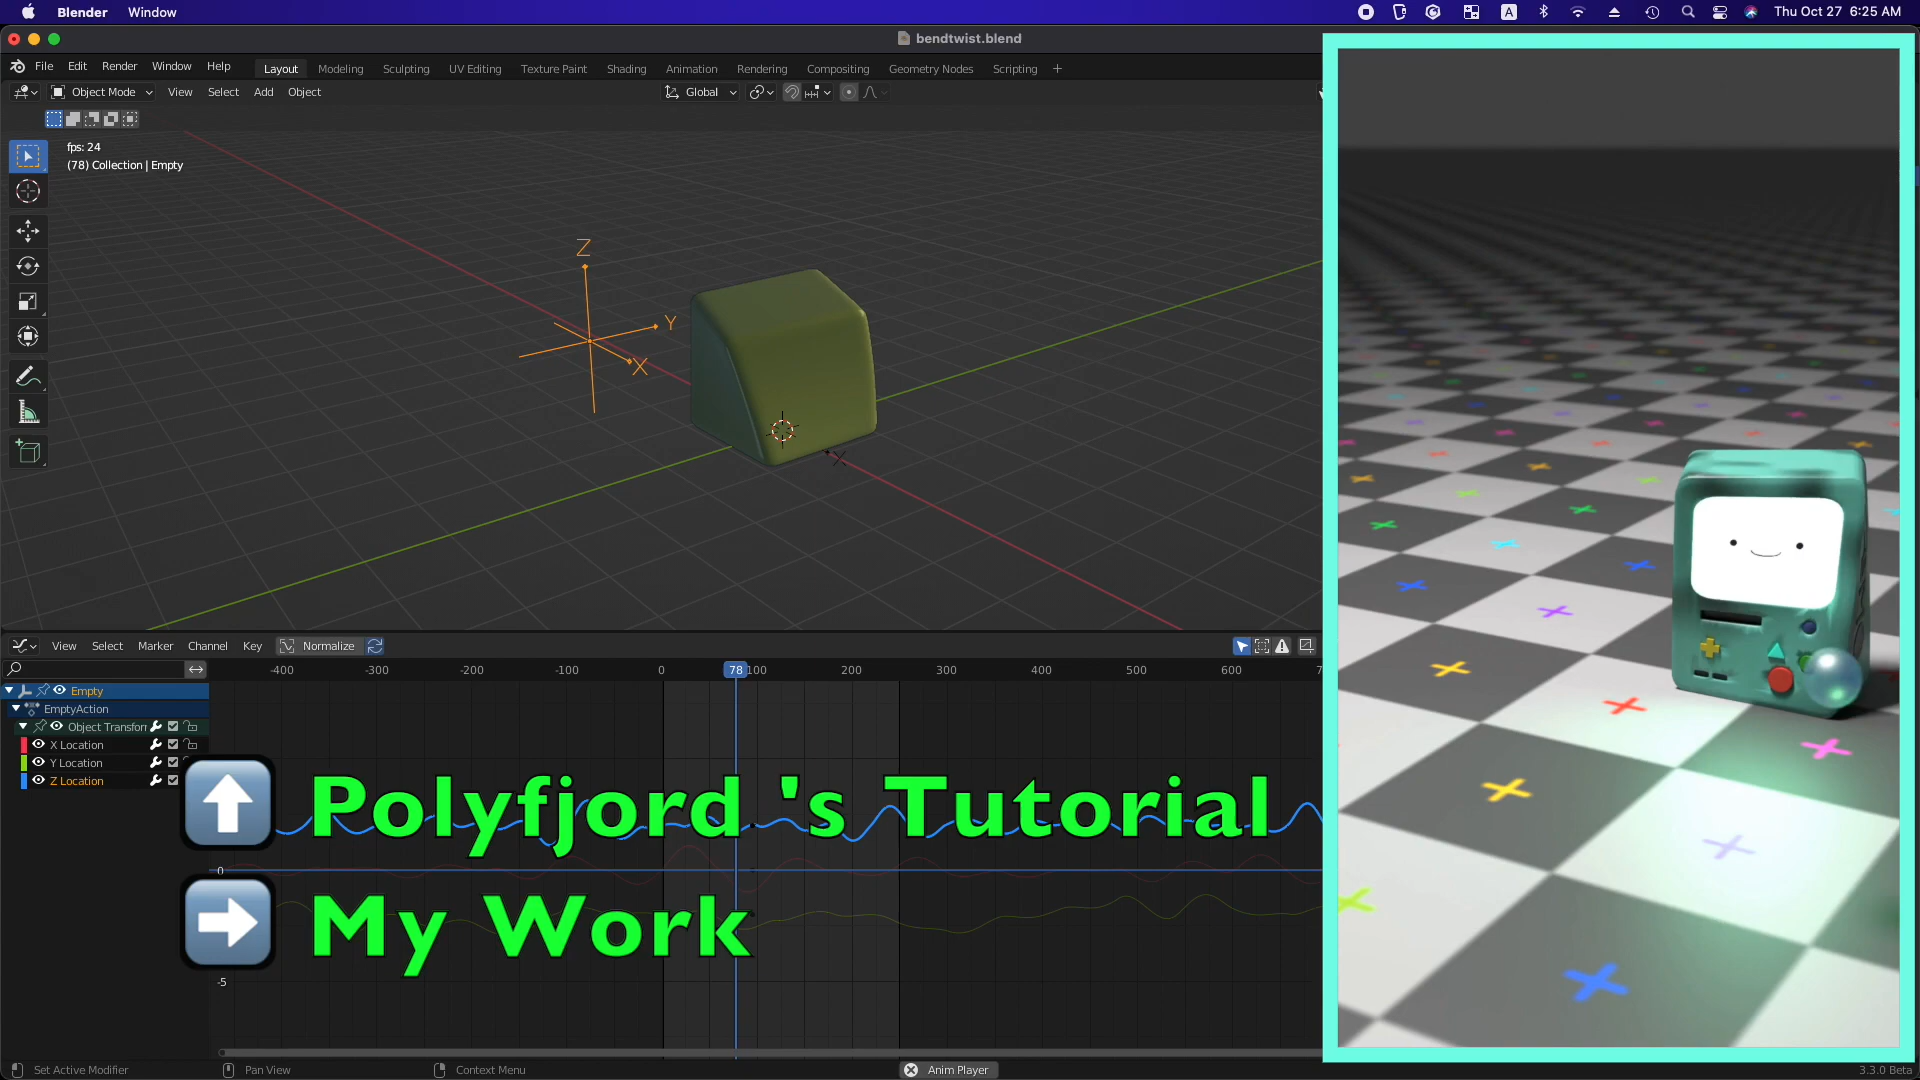 Blender Window
A
Thu Oct 27 6:25 AM
bendtwist.blend
File Edit Render Window Help
Layout Modeling Sculpting UV Editing Texture Paint Shading Animation Rendering Compositing Geometry Nodes Scripting +
Object Mode View Select Add Object
Global
fps: 24
(78) Collection | Empty
Z
Y
X
X
View Select Marker Channel Key Normalize
-400 -300 -200 -100 0 78 100 200 300 400 500 600
Empty
EmptyAction
Object Transforr
X Location
Y Location
Z Location
Polyfjord 's Tutorial
0
My Work
-5
Set Active Modifier Pan View Context Menu Anim Player
3.3.0 Beta